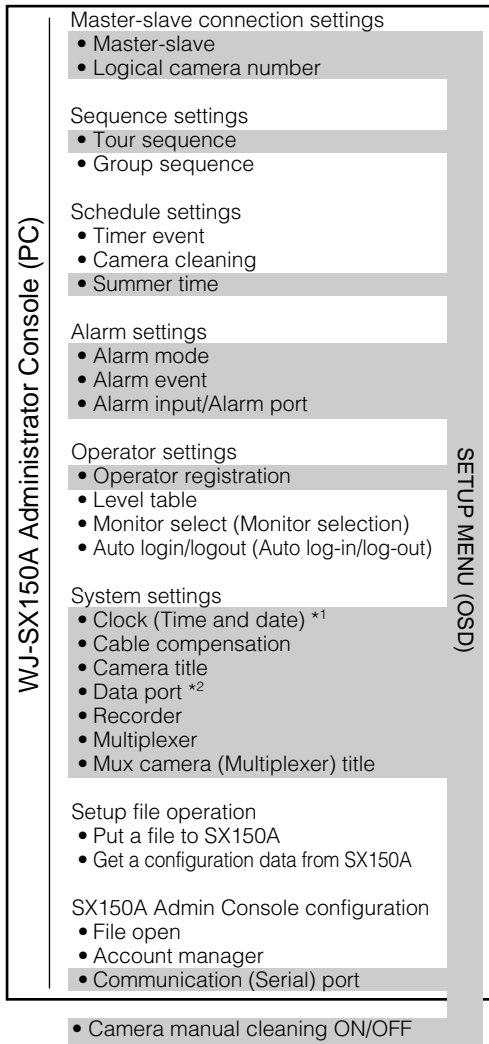 Master-slave connection settings
• Master-slave
• Logical camera number
Sequence settings
• Tour sequence
• Group sequence
Schedule settings
• Timer event
• Camera cleaning
• Summer time
Alarm settings
• Alarm mode
• Alarm event
• Alarm input/Alarm port
Operator settings
• Operator registration
• Level table
• Monitor select (Monitor selection)
• Auto login/logout (Auto log-in/log-out)
System settings
• Clock (Time and date) *1
• Cable compensation
• Camera title
• Data port *2
• Recorder
• Multiplexer
• Mux camera (Multiplexer) title
Setup file operation
• Put a file to SX150A
• Get a configuration data from SX150A
SX150A Admin Console configuration
• File open
• Account manager
• Communication (Serial) port
• Camera manual cleaning ON/OFF
WJ-SX150A Administrator Console (PC)
SETUP MENU (OSD)